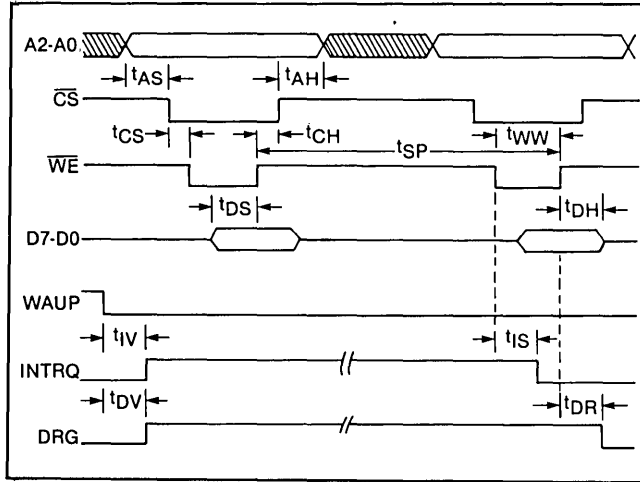 A2-A0
tAS
tAH
CS
tCS
tCH
tWW
tSP
WE
tDS
tDH
D7-D0
WAUP
tIV
tIS
INTRQ
tDV
tDR
DRG